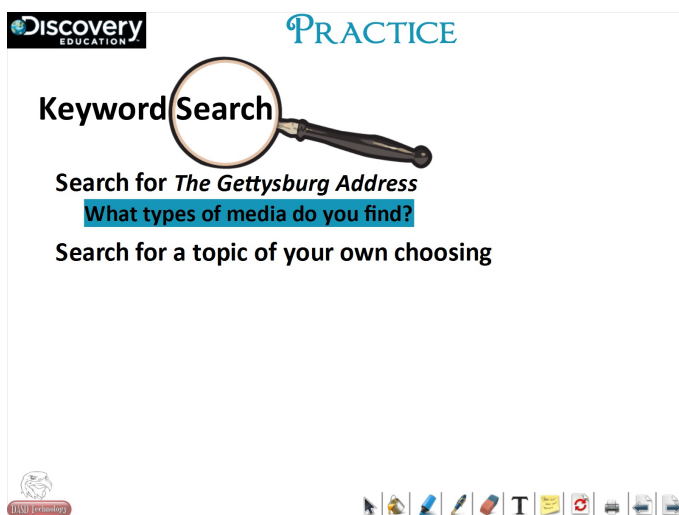 Discovery
EDUCATION
PRACTICE
Keyword Search
Search for The Gettysburg Address
What types of media do you find?
Search for a topic of your own choosing
T